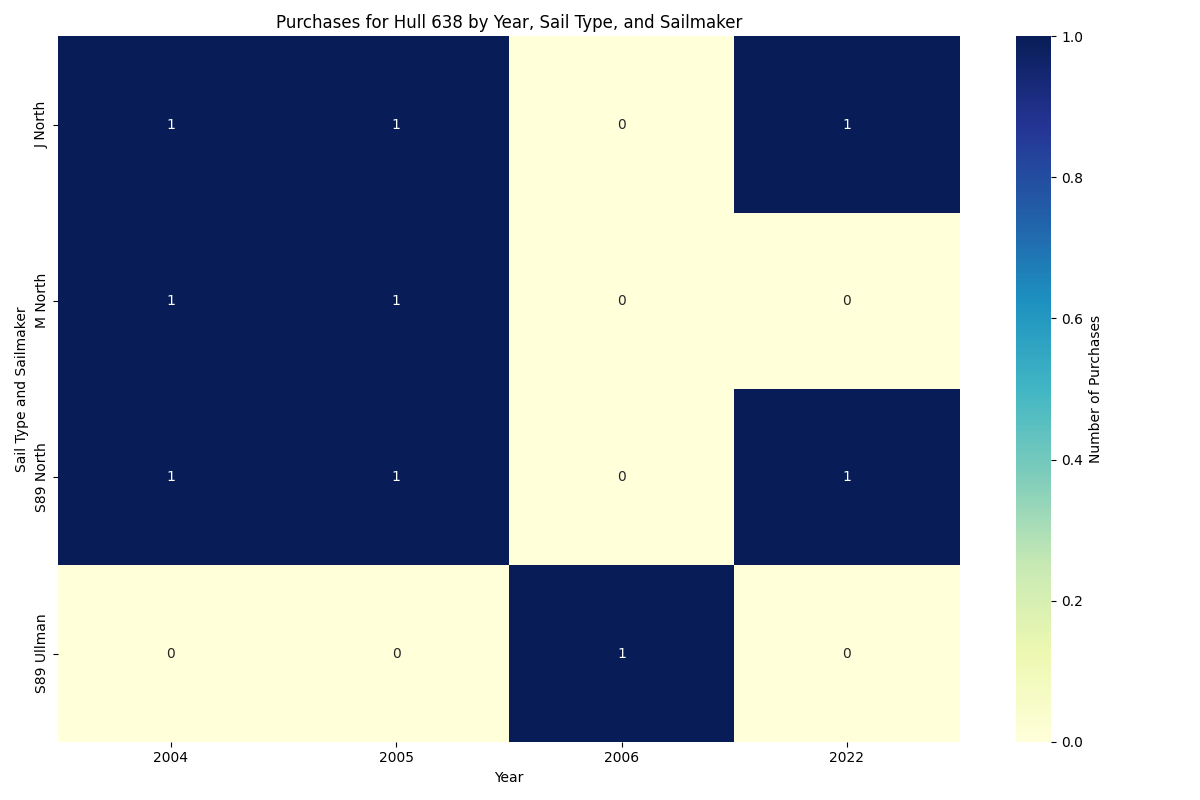 Purchases for Hull 638 by Year, Sail Type, and Sailmaker
Sail Type and Sailmaker
J North
1 1 0 1
M North
1 1 0 0
S89 North
1 1 0 1
S89 Ullman
0 0 1 0
2004 2005 2006 2022
Year
1.0
0.8
0.6
0.4
0.2
0.0
Number of Purchases